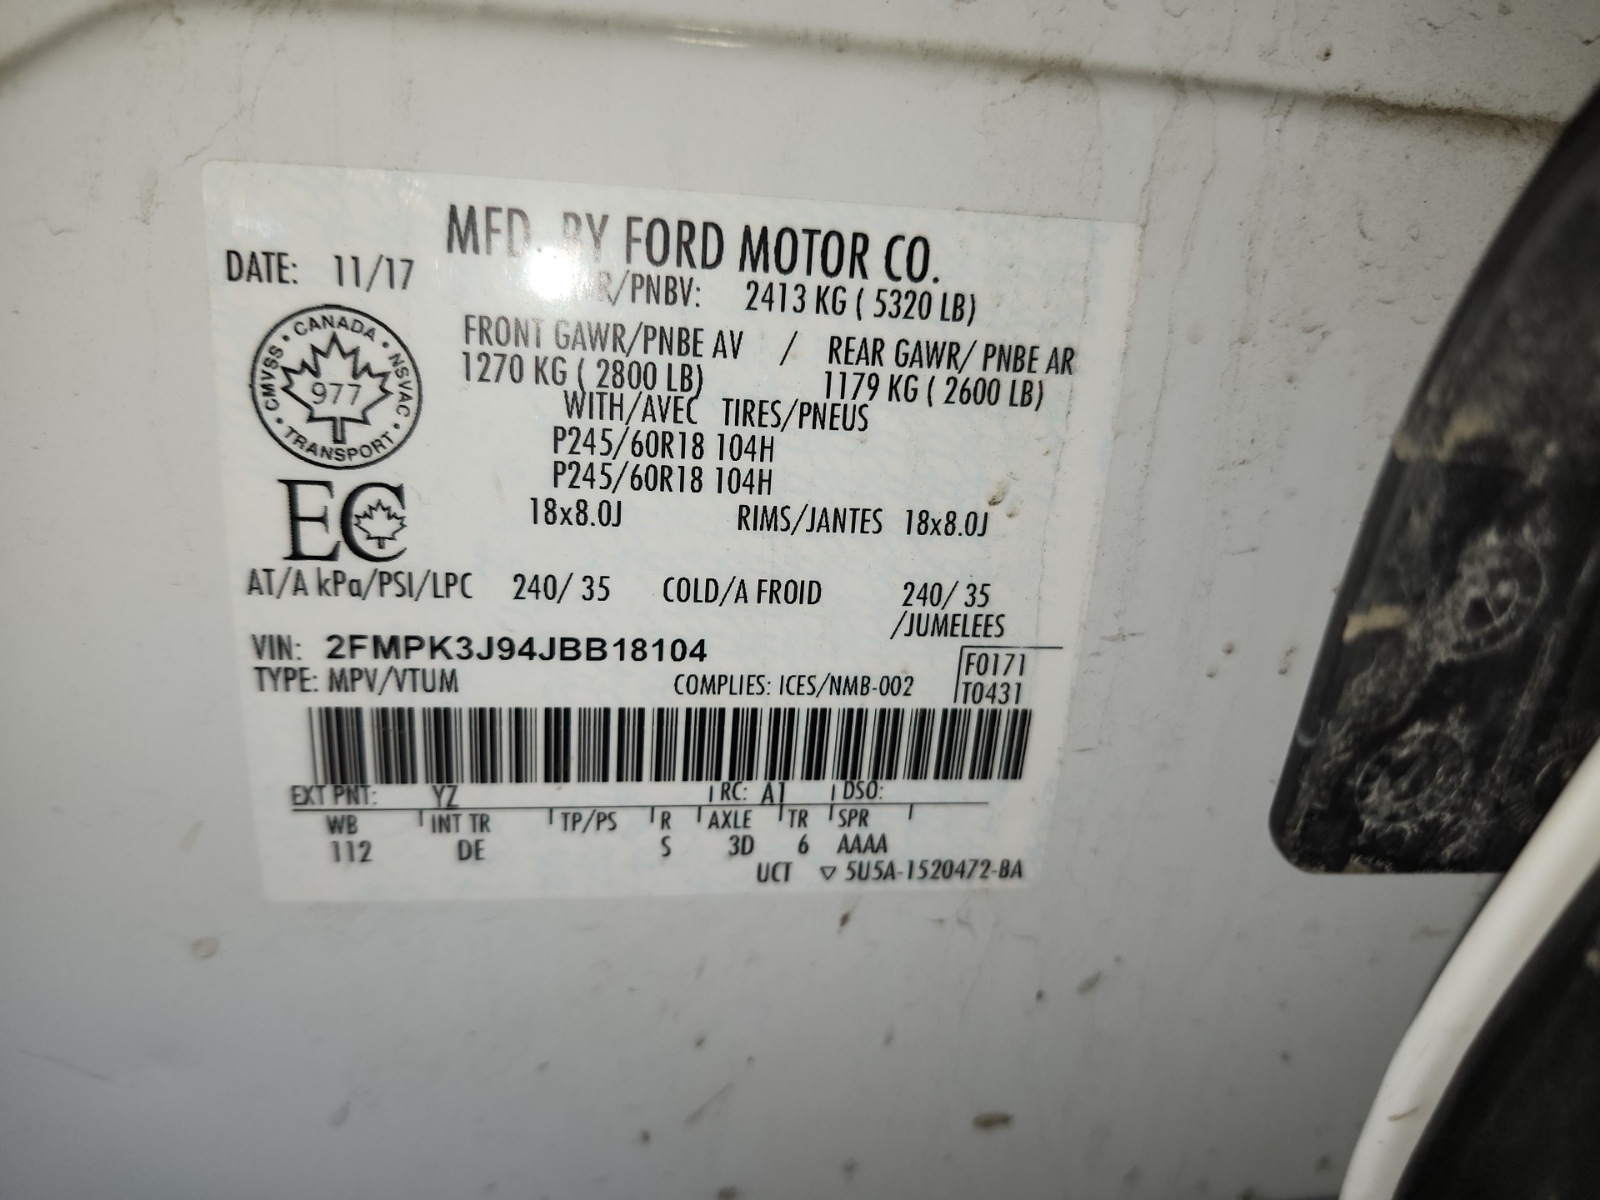 MFD. BY FORD MOTOR CO.
DATE: 11/17
/PNBV: 2413 KG ( 5320 LB)
FRONT GAWR/PNBE AV / REAR GAWR/ PNBE AR
1270 KG ( 2800 LB) 1179 KG ( 2600 LB)
WITH/AVEC TIRES/PNEUS
P245/60R18 104H
P245/60R18 104H
18x8.0J RIMS/JANTES 18x8.0J
CANADA · NSVAC · TRANSPORT · CMVSS ·
977
EC
AT/A kPa/PSI/LPC 240/ 35 COLD/A FROID 240/ 35
/JUMELEES
VIN: 2FMPK3J94JBB18104
F0171
TYPE: MPV/VTUM COMPLIES: ICES/NMB-002 T0431
EXT PNT: YZ RC: A1 DSO:
WB INT TR TP/PS R AXLE TR SPR
112 DE S 3D 6 AAAA
UCT ▽ 5U5A-1520472-BA